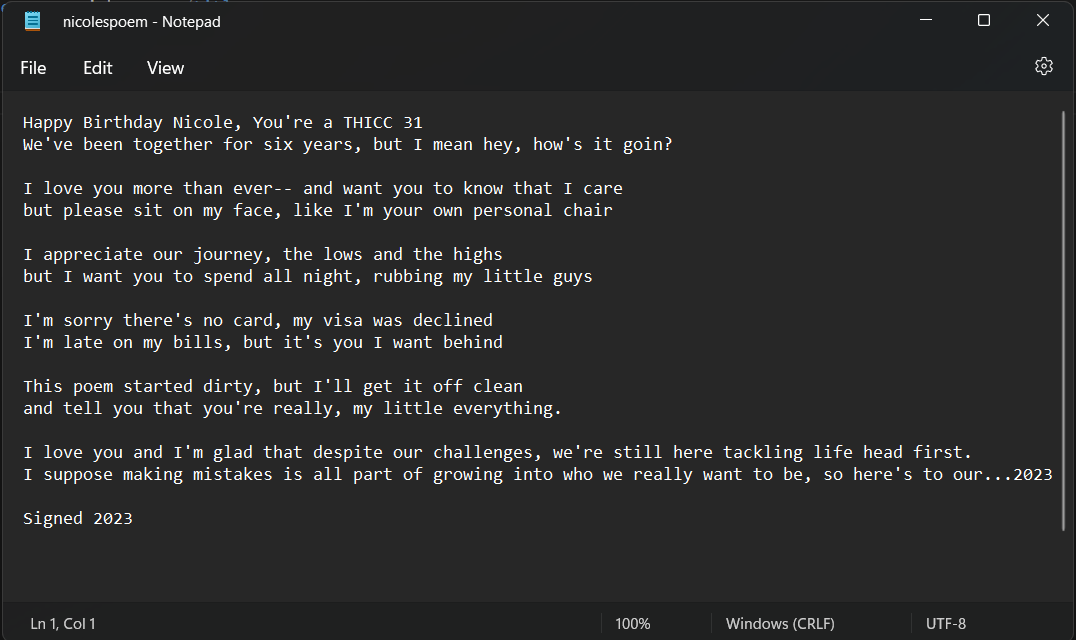 nicolespoem - Notepad
File Edit View
Happy Birthday Nicole, You're a THICC 31
We've been together for six years, but I mean hey, how's it goin?
I love you more than ever-- and want you to know that I care
but please sit on my face, like I'm your own personal chair
I appreciate our journey, the lows and the highs
but I want you to spend all night, rubbing my little guys
I'm sorry there's no card, my visa was declined
I'm late on my bills, but it's you I want behind
This poem started dirty, but I'll get it off clean
and tell you that you're really, my little everything.
I love you and I'm glad that despite our challenges, we're still here tackling life head first.
I suppose making mistakes is all part of growing into who we really want to be, so here's to our...2023
Signed 2023
Ln 1, Col 1 100% Windows (CRLF) UTF-8